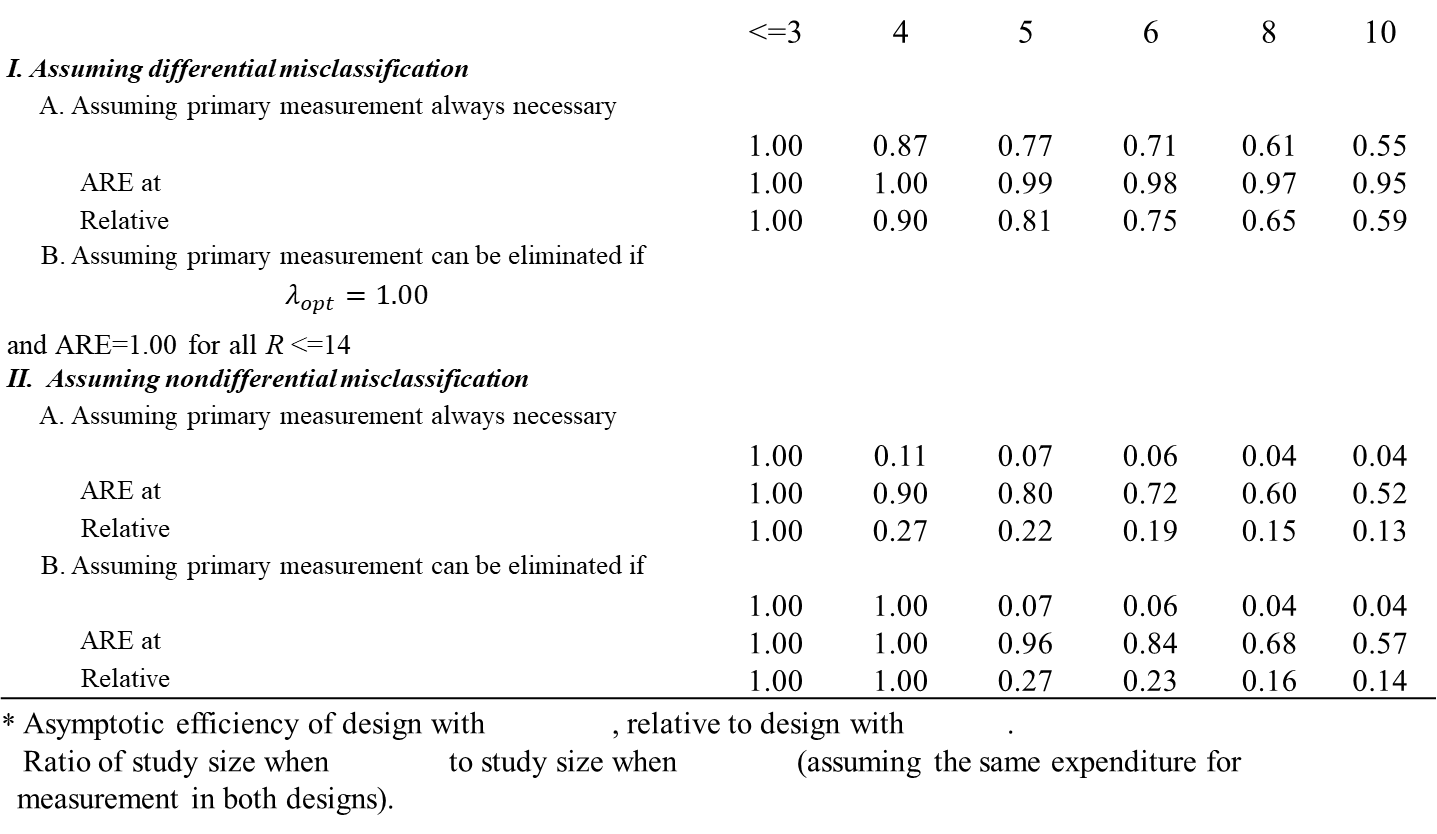 <=3 4 5 6 8 10
I. Assuming differential misclassification
A. Assuming primary measurement always necessary
1.00 0.87 0.77 0.71 0.61 0.55
ARE at 1.00 1.00 0.99 0.98 0.97 0.95
Relative 1.00 0.90 0.81 0.75 0.65 0.59
B. Assuming primary measurement can be eliminated if
λ_opt = 1.00
and ARE=1.00 for all R <=14
II. Assuming nondifferential misclassification
A. Assuming primary measurement always necessary
1.00 0.11 0.07 0.06 0.04 0.04
ARE at 1.00 0.90 0.80 0.72 0.60 0.52
Relative 1.00 0.27 0.22 0.19 0.15 0.13
B. Assuming primary measurement can be eliminated if
1.00 1.00 0.07 0.06 0.04 0.04
ARE at 1.00 1.00 0.96 0.84 0.68 0.57
Relative 1.00 1.00 0.27 0.23 0.16 0.14
* Asymptotic efficiency of design with , relative to design with .
Ratio of study size when to study size when (assuming the same expenditure for
measurement in both designs).